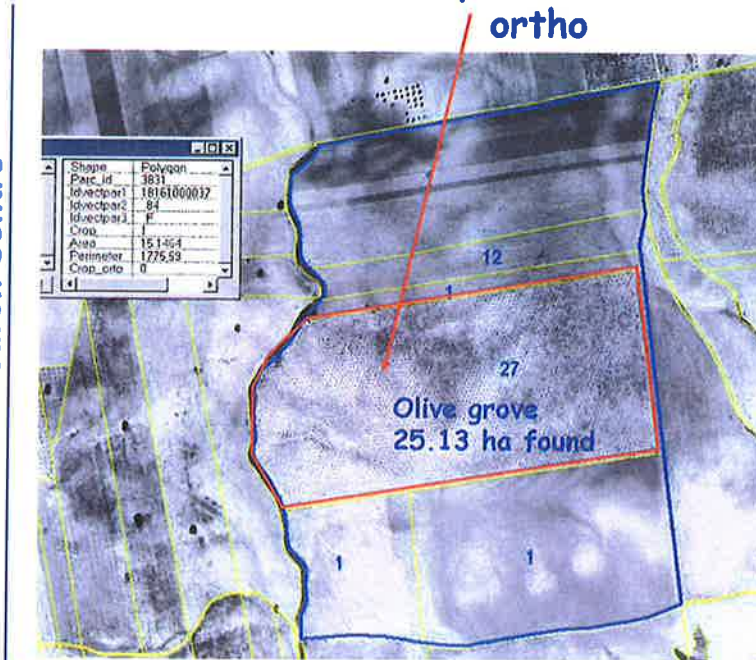 ortho
Shape Polygon
Parc_id 3831
Idvectpar1 18161000037
Idvectpar2 84
Idvectpar3 F
Crop 1
Area 15.1464
Perimeter 1775.59
Crop_orto 0
12
1
27
Olive grove
25.13 ha found
1
1